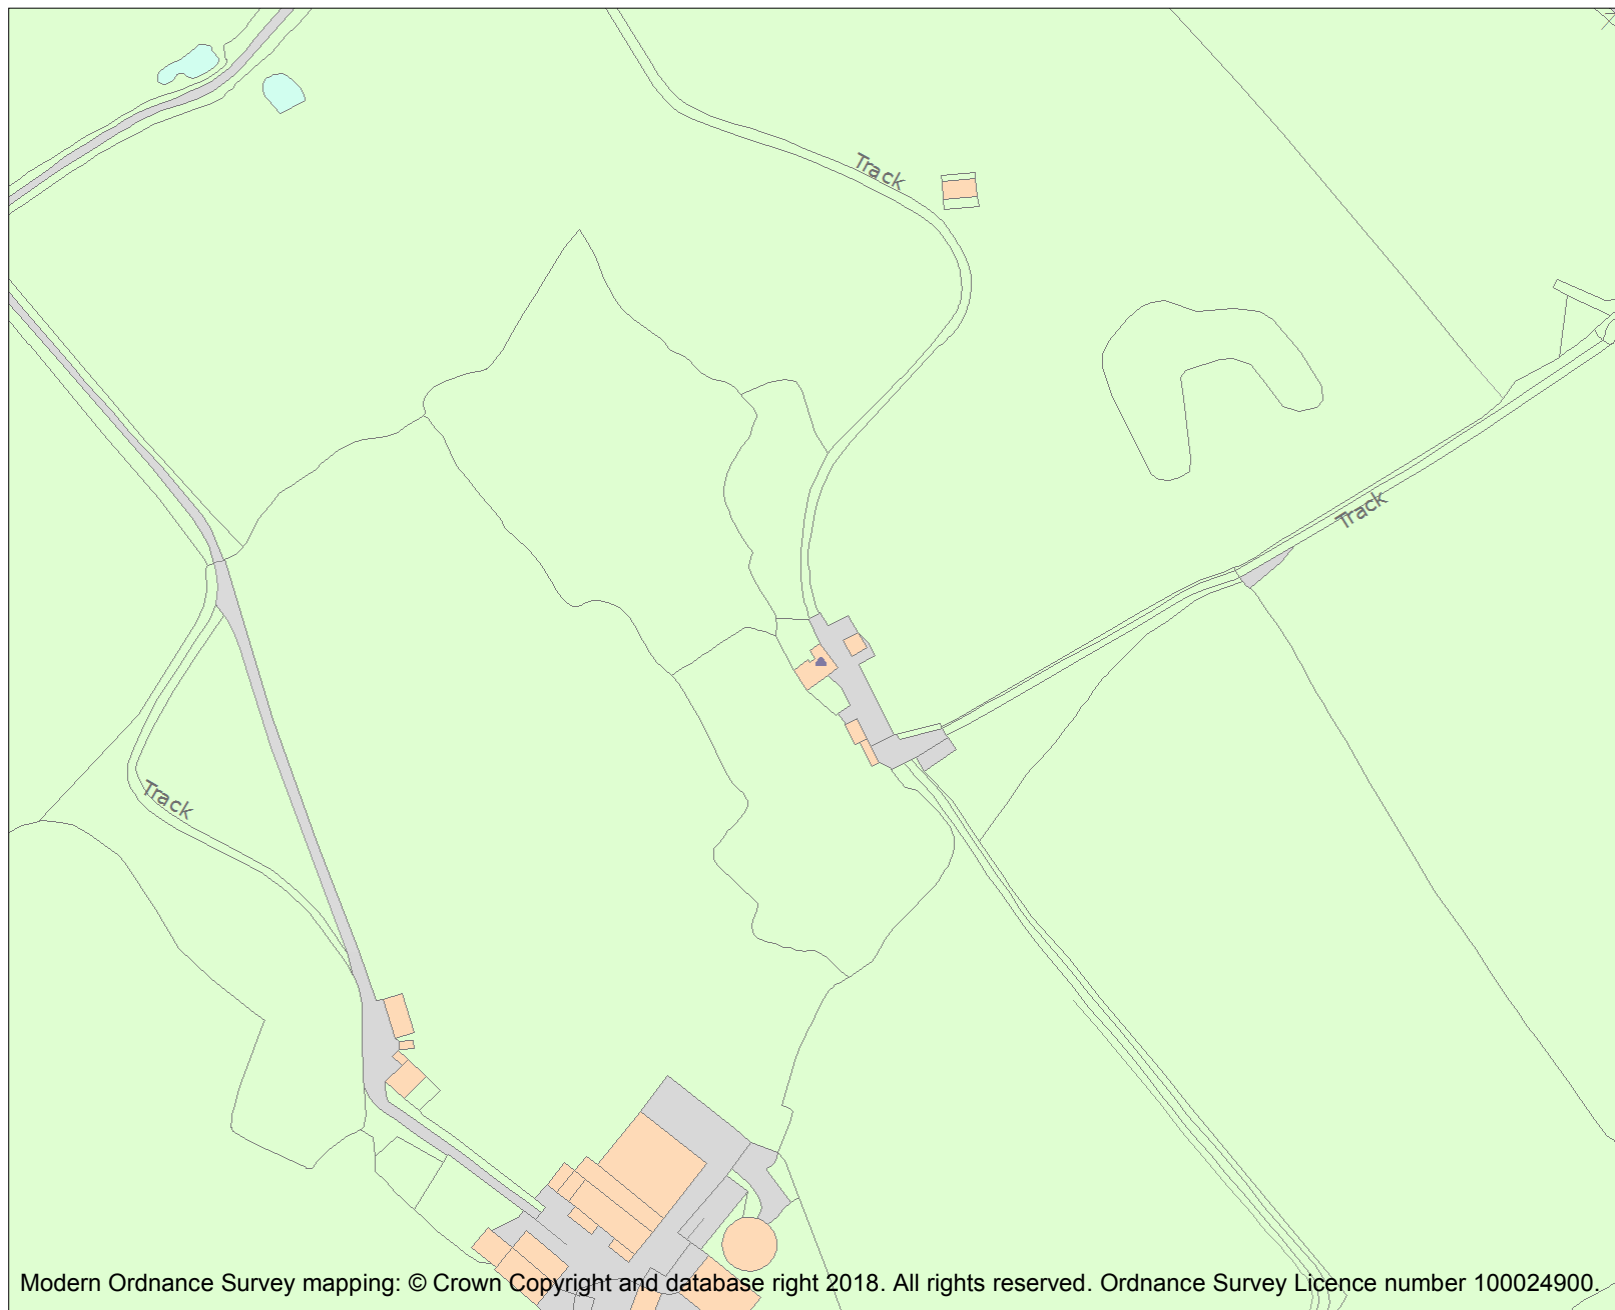 Track
Track
Track
Modern Ordnance Survey mapping: © Crown Copyright and database right 2018. All rights reserved. Ordnance Survey Licence number 100024900.